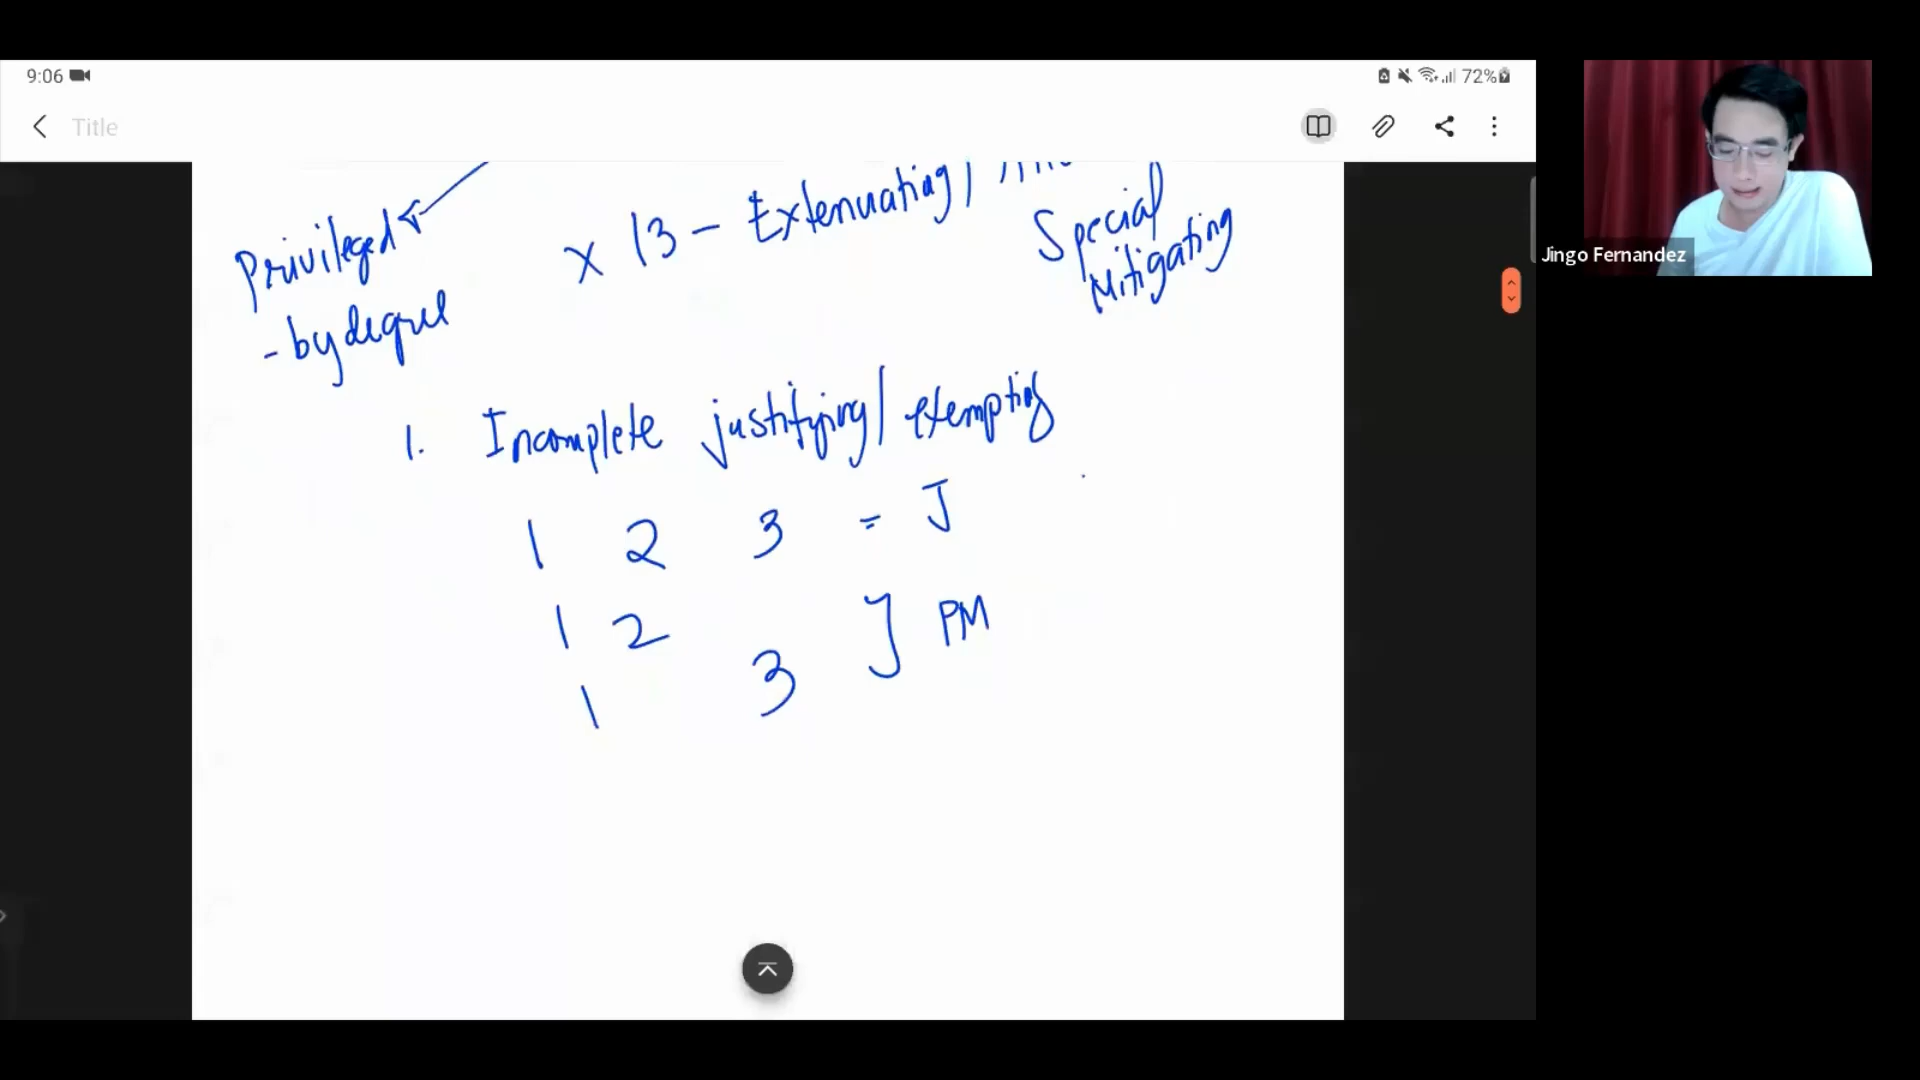 9:06
72%
Title
Jingo Fernandez
Privileged
- by degree
x 13 - Extenuating /
Special
Mitigating
1. Incomplete justifying / exempting
1 2 3 = J
1 2
] PM
1 3